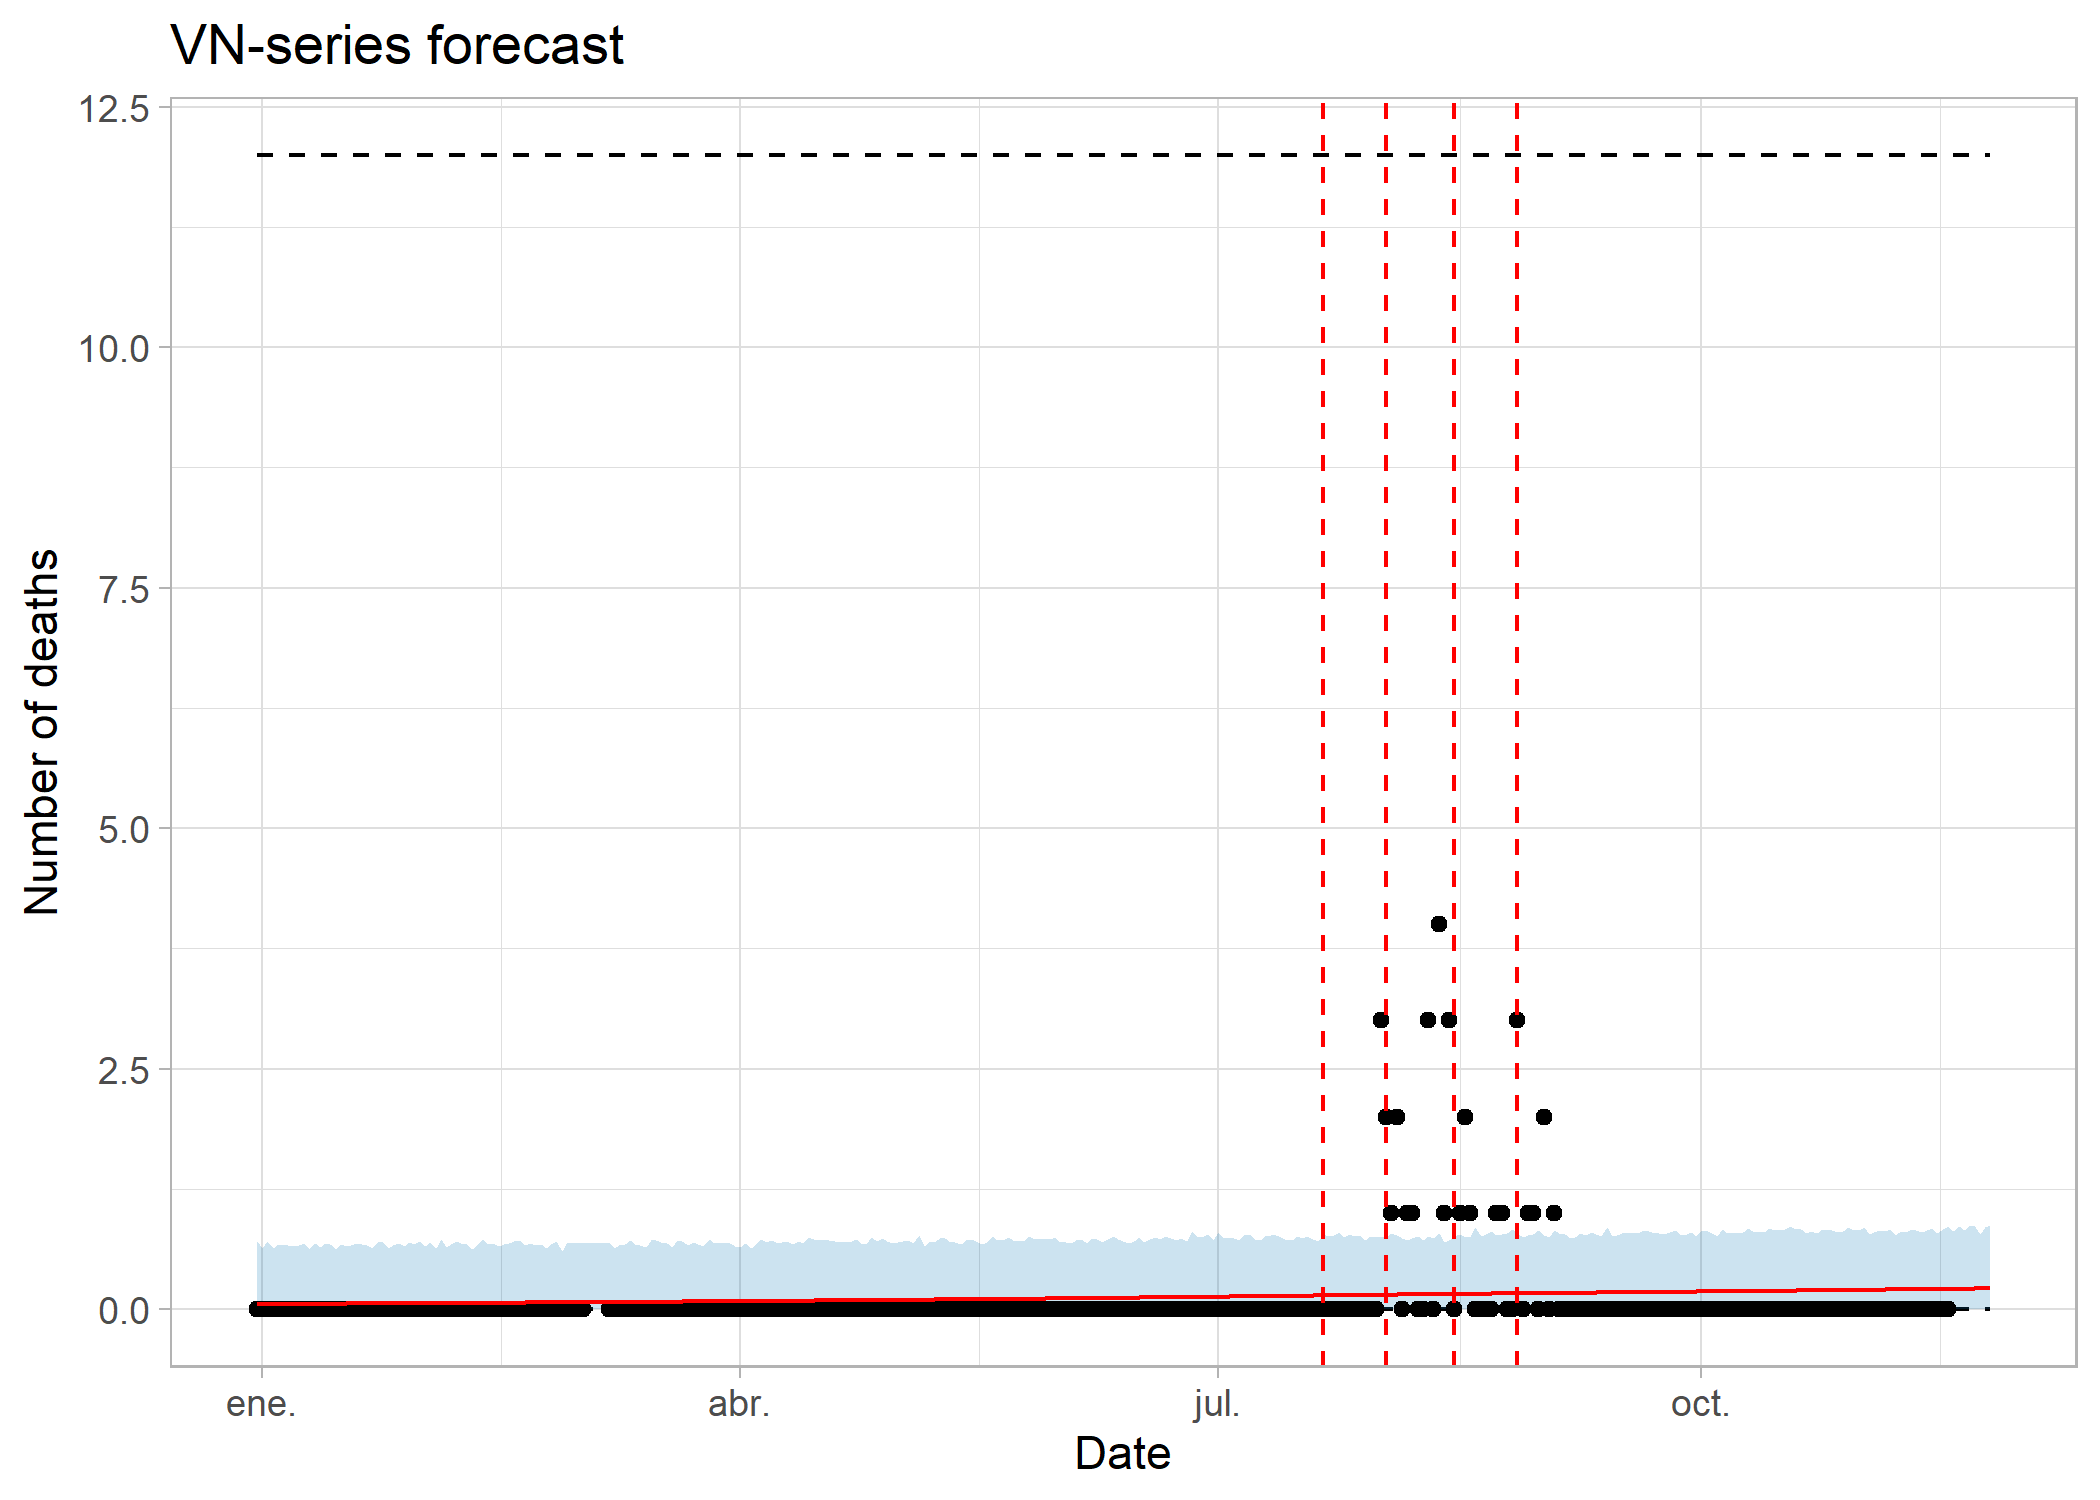 VN-series forecast
12.5
10.0
7.5
5.0
2.5
0.0
Number of deaths
ene.
abr.
jul.
oct.
Date